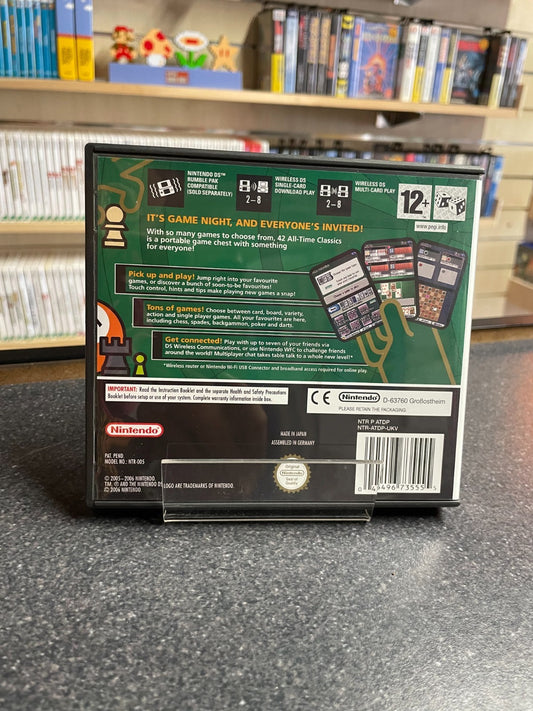 NINTENDO DS™
RUMBLE PAK
COMPATIBLE
(SOLD SEPARATELY)
2-8
WIRELESS DS
SINGLE-CARD
DOWNLOAD PLAY
2-8
WIRELESS DS
MULTI-CARD PLAY
12+
www.pegi.info
IT'S GAME NIGHT, AND EVERYONE'S INVITED!
With so many games to choose from, 42 All-Time Classics
is a portable game chest with something
for everyone!
Pick up and play! Jump right into your favourite
games, or discover a bunch of soon-to-be favourites!
Touch control, hints and tips make playing new games a snap!
Tons of games! Choose between card, board, variety,
action and single player games. All your favourites are here,
including chess, spades, backgammon, poker and darts.
Get connected! Play with up to seven of your friends via
DS Wireless Communications, or use Nintendo WFC to challenge friends
around the world! Multiplayer chat takes table talk to a whole new level!*
*Wireless router or Nintendo Wi-Fi USB Connector and broadband access required for online play.
IMPORTANT: Read the Instruction Booklet and the separate Health and Safety Precautions
Booklet before setup or use of your system. Complete warranty information inside box.
CE Nintendo D-63760 Großostheim
PLEASE RETAIN THE PACKAGING
Nintendo
MADE IN JAPAN
ASSEMBLED IN GERMANY
NTR P ATDP
NTR-ATDP-UKV
PAT. PEND.
MODEL NO.: NTR-005
Original
Nintendo
Seal of
Quality
© 2005-2006 NINTENDO
TM, ® AND THE NINTENDO DS LOGO ARE TRADEMARKS OF NINTENDO.
© 2006 NINTENDO